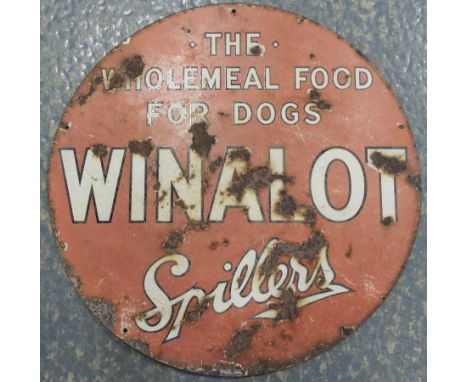 · THE ·
WHOLEMEAL FOOD
FOR DOGS
WINALOT
Spillers